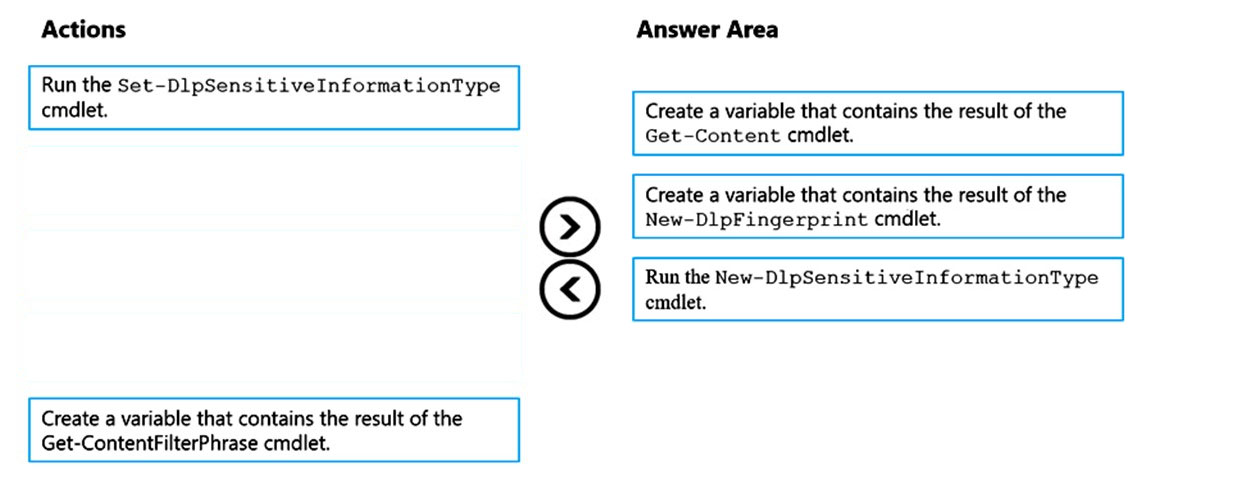 Actions
Run the Set-DlpSensitiveInformationType
cmdlet.
Create a variable that contains the result of the
Get-ContentFilterPhrase cmdlet.
Answer Area
Create a variable that contains the result of the
Get-Content cmdlet.
Create a variable that contains the result of the
New-DlpFingerprint cmdlet.
Run the New-DlpSensitiveInformationType
cmdlet.